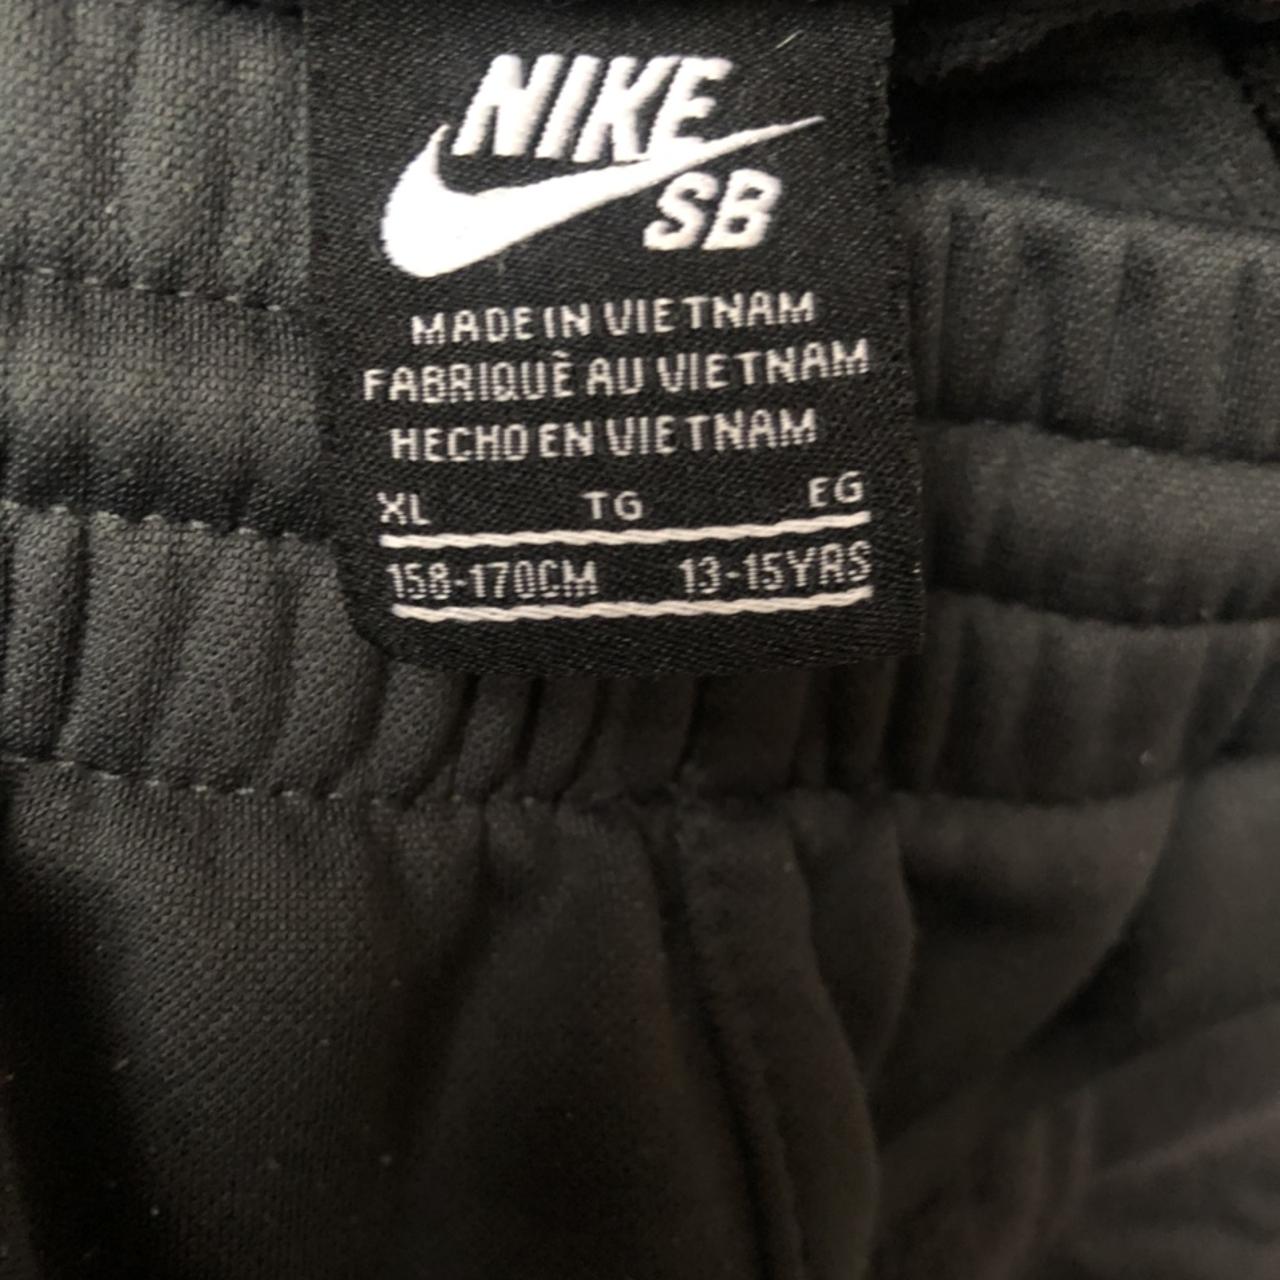 NIKE
SB
MADE IN VIETNAM
FABRIQUÈ AU VIETNAM
HECHO EN VIETNAM
XL TG EG
158-170CM 13-15YRS